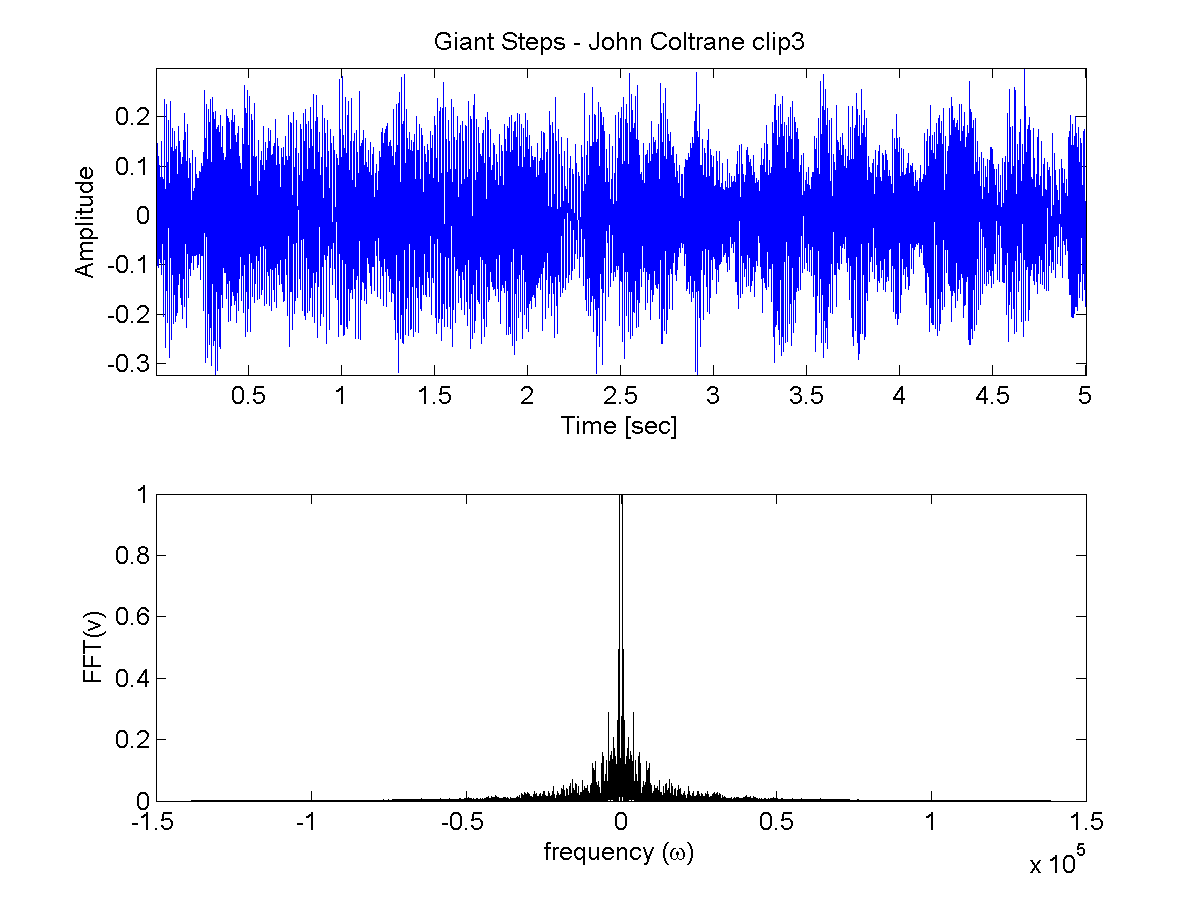 Giant Steps - John Coltrane clip3
0.2
0.1
0
-0.1
-0.2
-0.3
Amplitude
0.5 1 1.5 2 2.5 3 3.5 4 4.5 5
Time [sec]
1
0.8
0.6
0.4
0.2
0
FFT(v)
-1.5 -1 -0.5 0 0.5 1 1.5
frequency (ω)
x 10^5